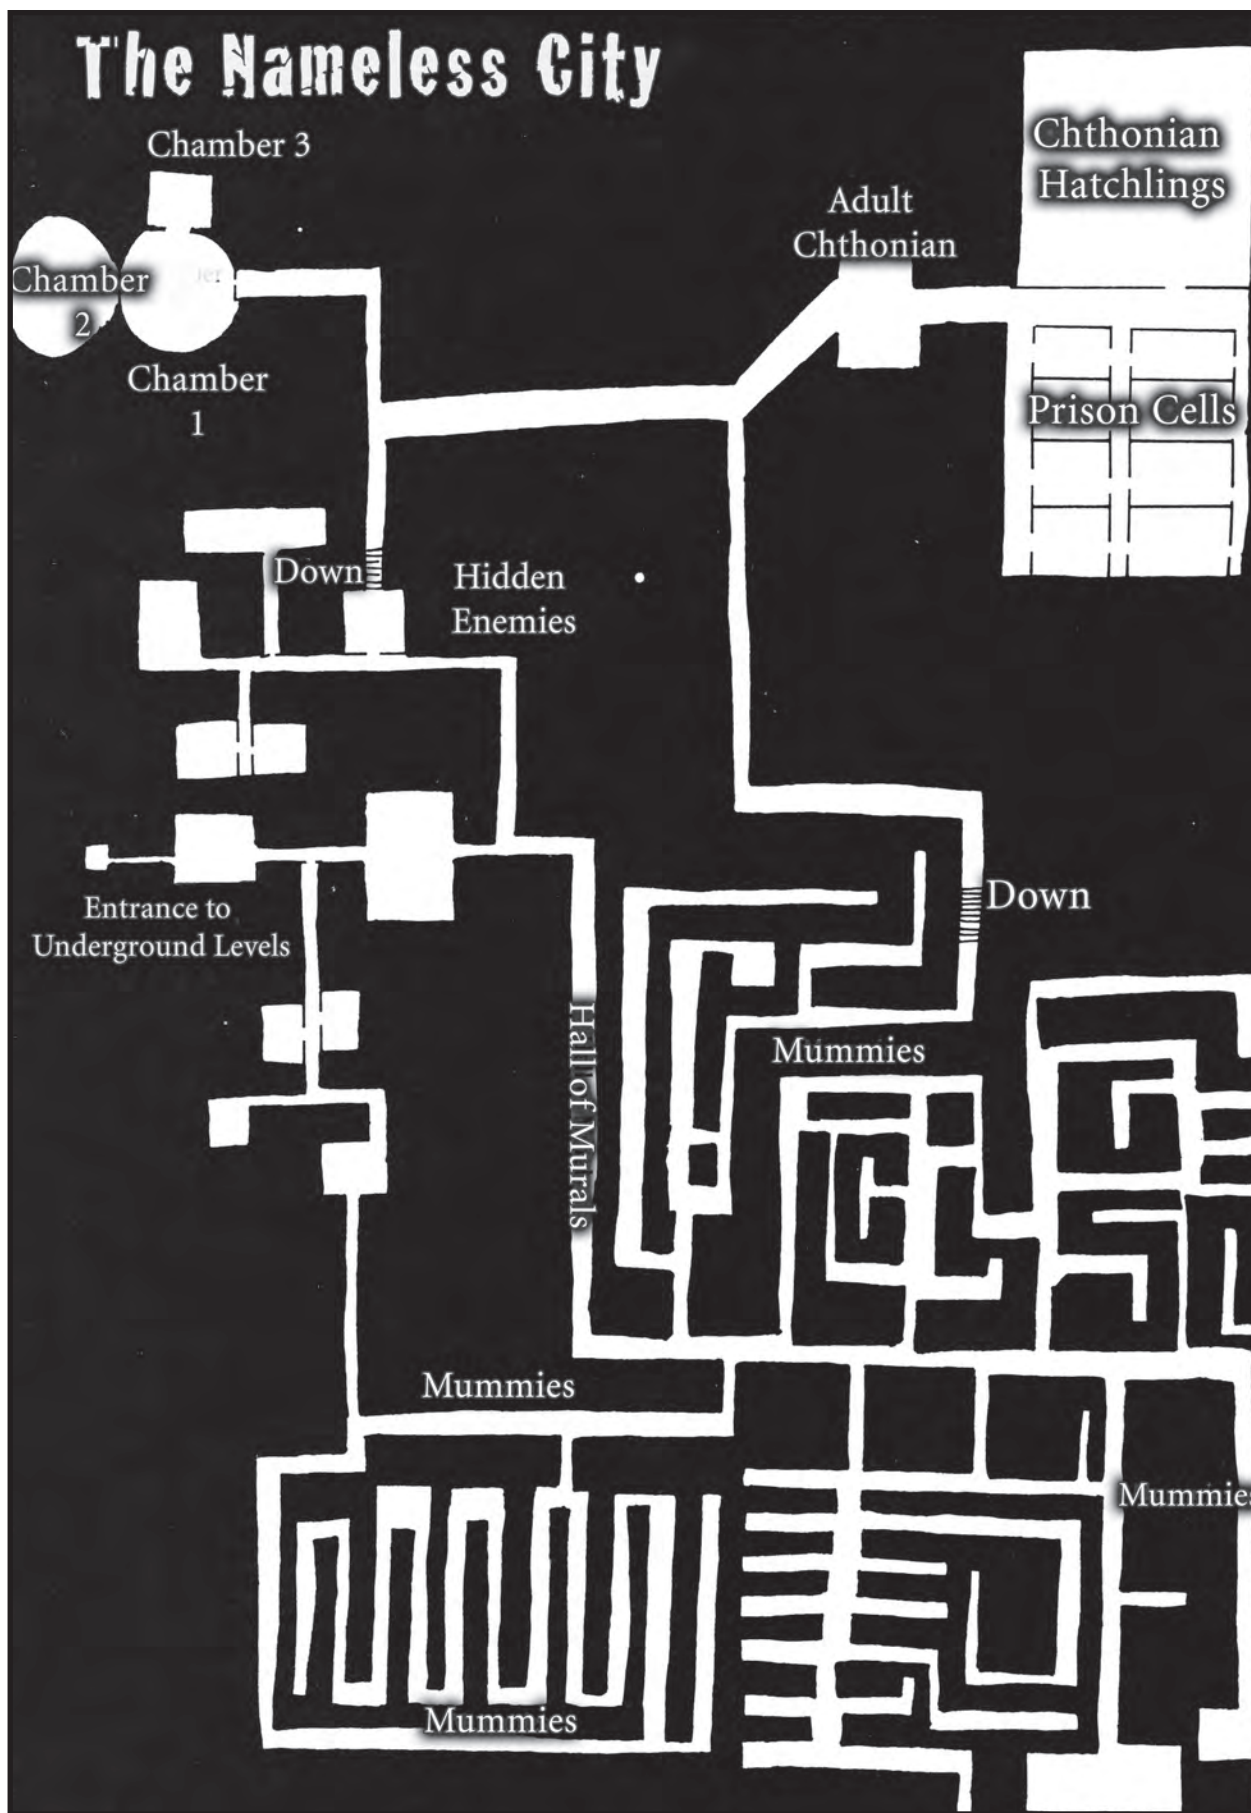 The Nameless City
Chamber 3
Chthonian
Hatchlings
Adult
Chthonian
Chamber
2
Chamber
1
Prison Cells
Down
Hidden
Enemies
Entrance to
Underground Levels
Down
Hall of Murals
Mummies
Mummies
Mummies
Mummies